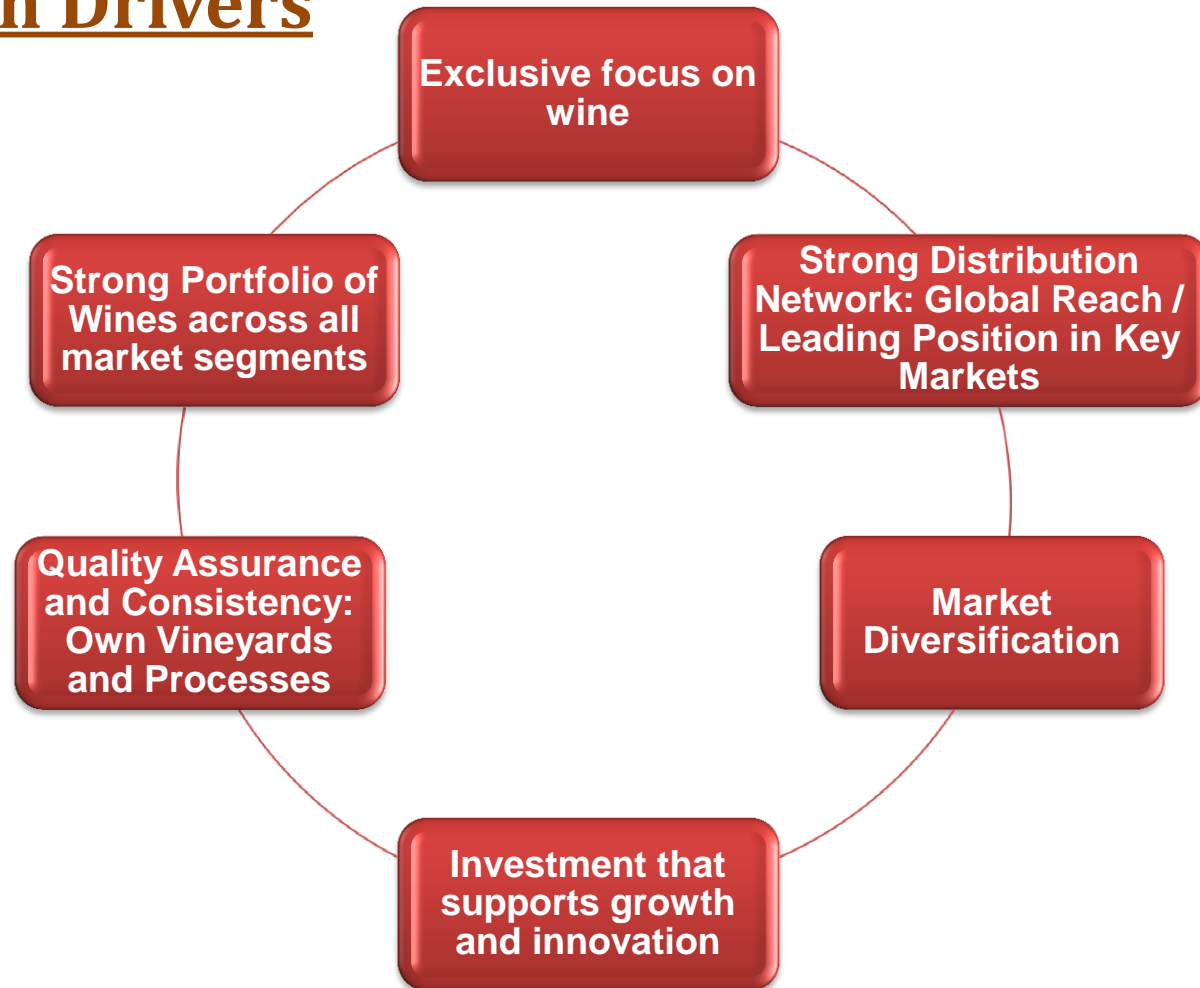 Drivers
Exclusive focus on
wine
Strong Distribution
Network: Global Reach /
Leading Position in Key
Markets
Market
Diversification
Investment that
supports growth
and innovation
Quality Assurance
and Consistency:
Own Vineyards
and Processes
Strong Portfolio of
Wines across all
market segments